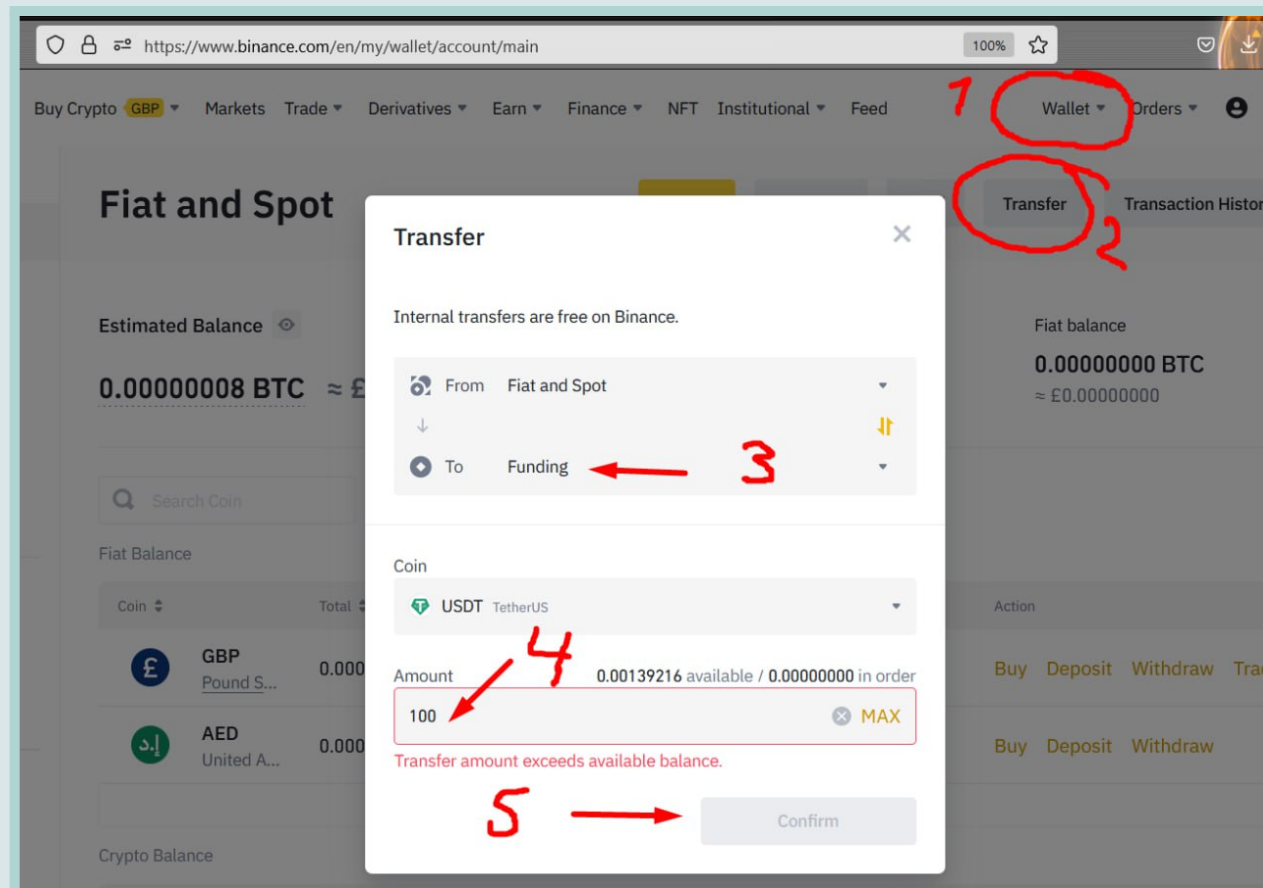 https://www.binance.com/en/my/wallet/account/main 100%
Buy Crypto GBP Markets Trade Derivatives Earn Finance NFT Institutional Feed 1 Wallet Orders
Fiat and Spot
Transfer Transaction Histor
2
Transfer
Internal transfers are free on Binance.
Estimated Balance
0.00000008 BTC ≈ £
Fiat balance
0.00000000 BTC
≈ £0.00000000
From Fiat and Spot
To Funding 3
Search Coin
Fiat Balance
Coin
USDT TetherUS
Coin Total Action
4
Amount 0.00139216 available / 0.00000000 in order
100 MAX
Transfer amount exceeds available balance.
£ GBP 0.000 Buy Deposit Withdraw Trad
Pound S...
د.إ AED 0.000 Buy Deposit Withdraw
United A...
5 Confirm
Crypto Balance